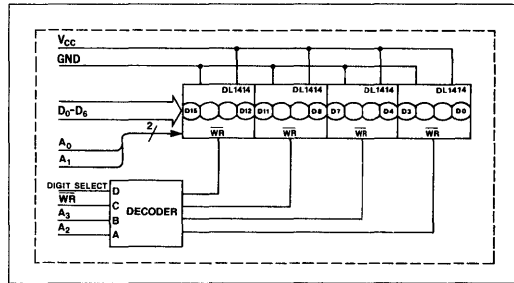 VCC
GND
DL1414 DL1414 DL1414 DL1414
D0-D6
D15 D12 D11 D8 D7 D4 D3 D0
2
WR WR WR WR
A0
A1
DIGIT SELECT D
WR C
DECODER
A3 B
A2 A